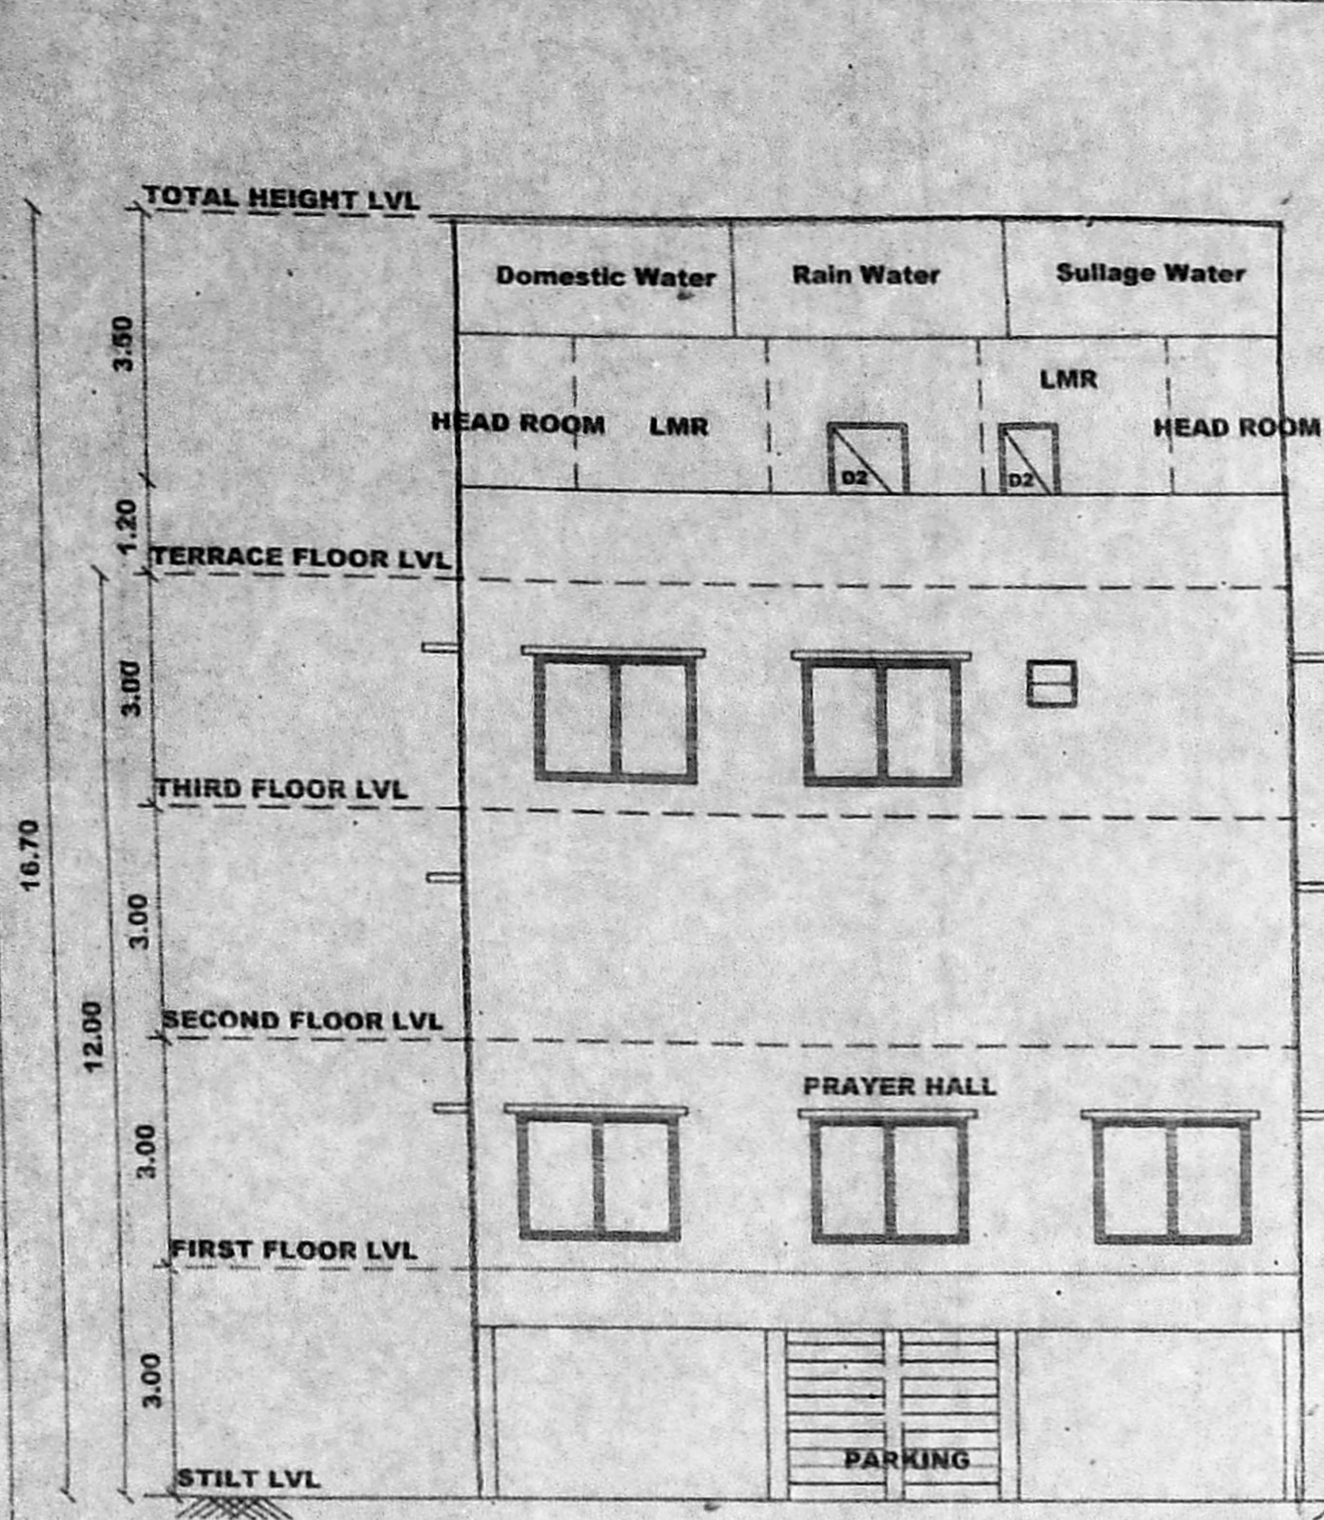 TOTAL HEIGHT LVL
Domestic Water
Rain Water
Sullage Water
3.50
LMR
HEAD ROOM
LMR
HEAD ROOM
D2
D2
1.20
TERRACE FLOOR LVL
3.00
THIRD FLOOR LVL
16.70
3.00
12.00
SECOND FLOOR LVL
PRAYER HALL
3.00
FIRST FLOOR LVL
3.00
PARKING
STILT LVL